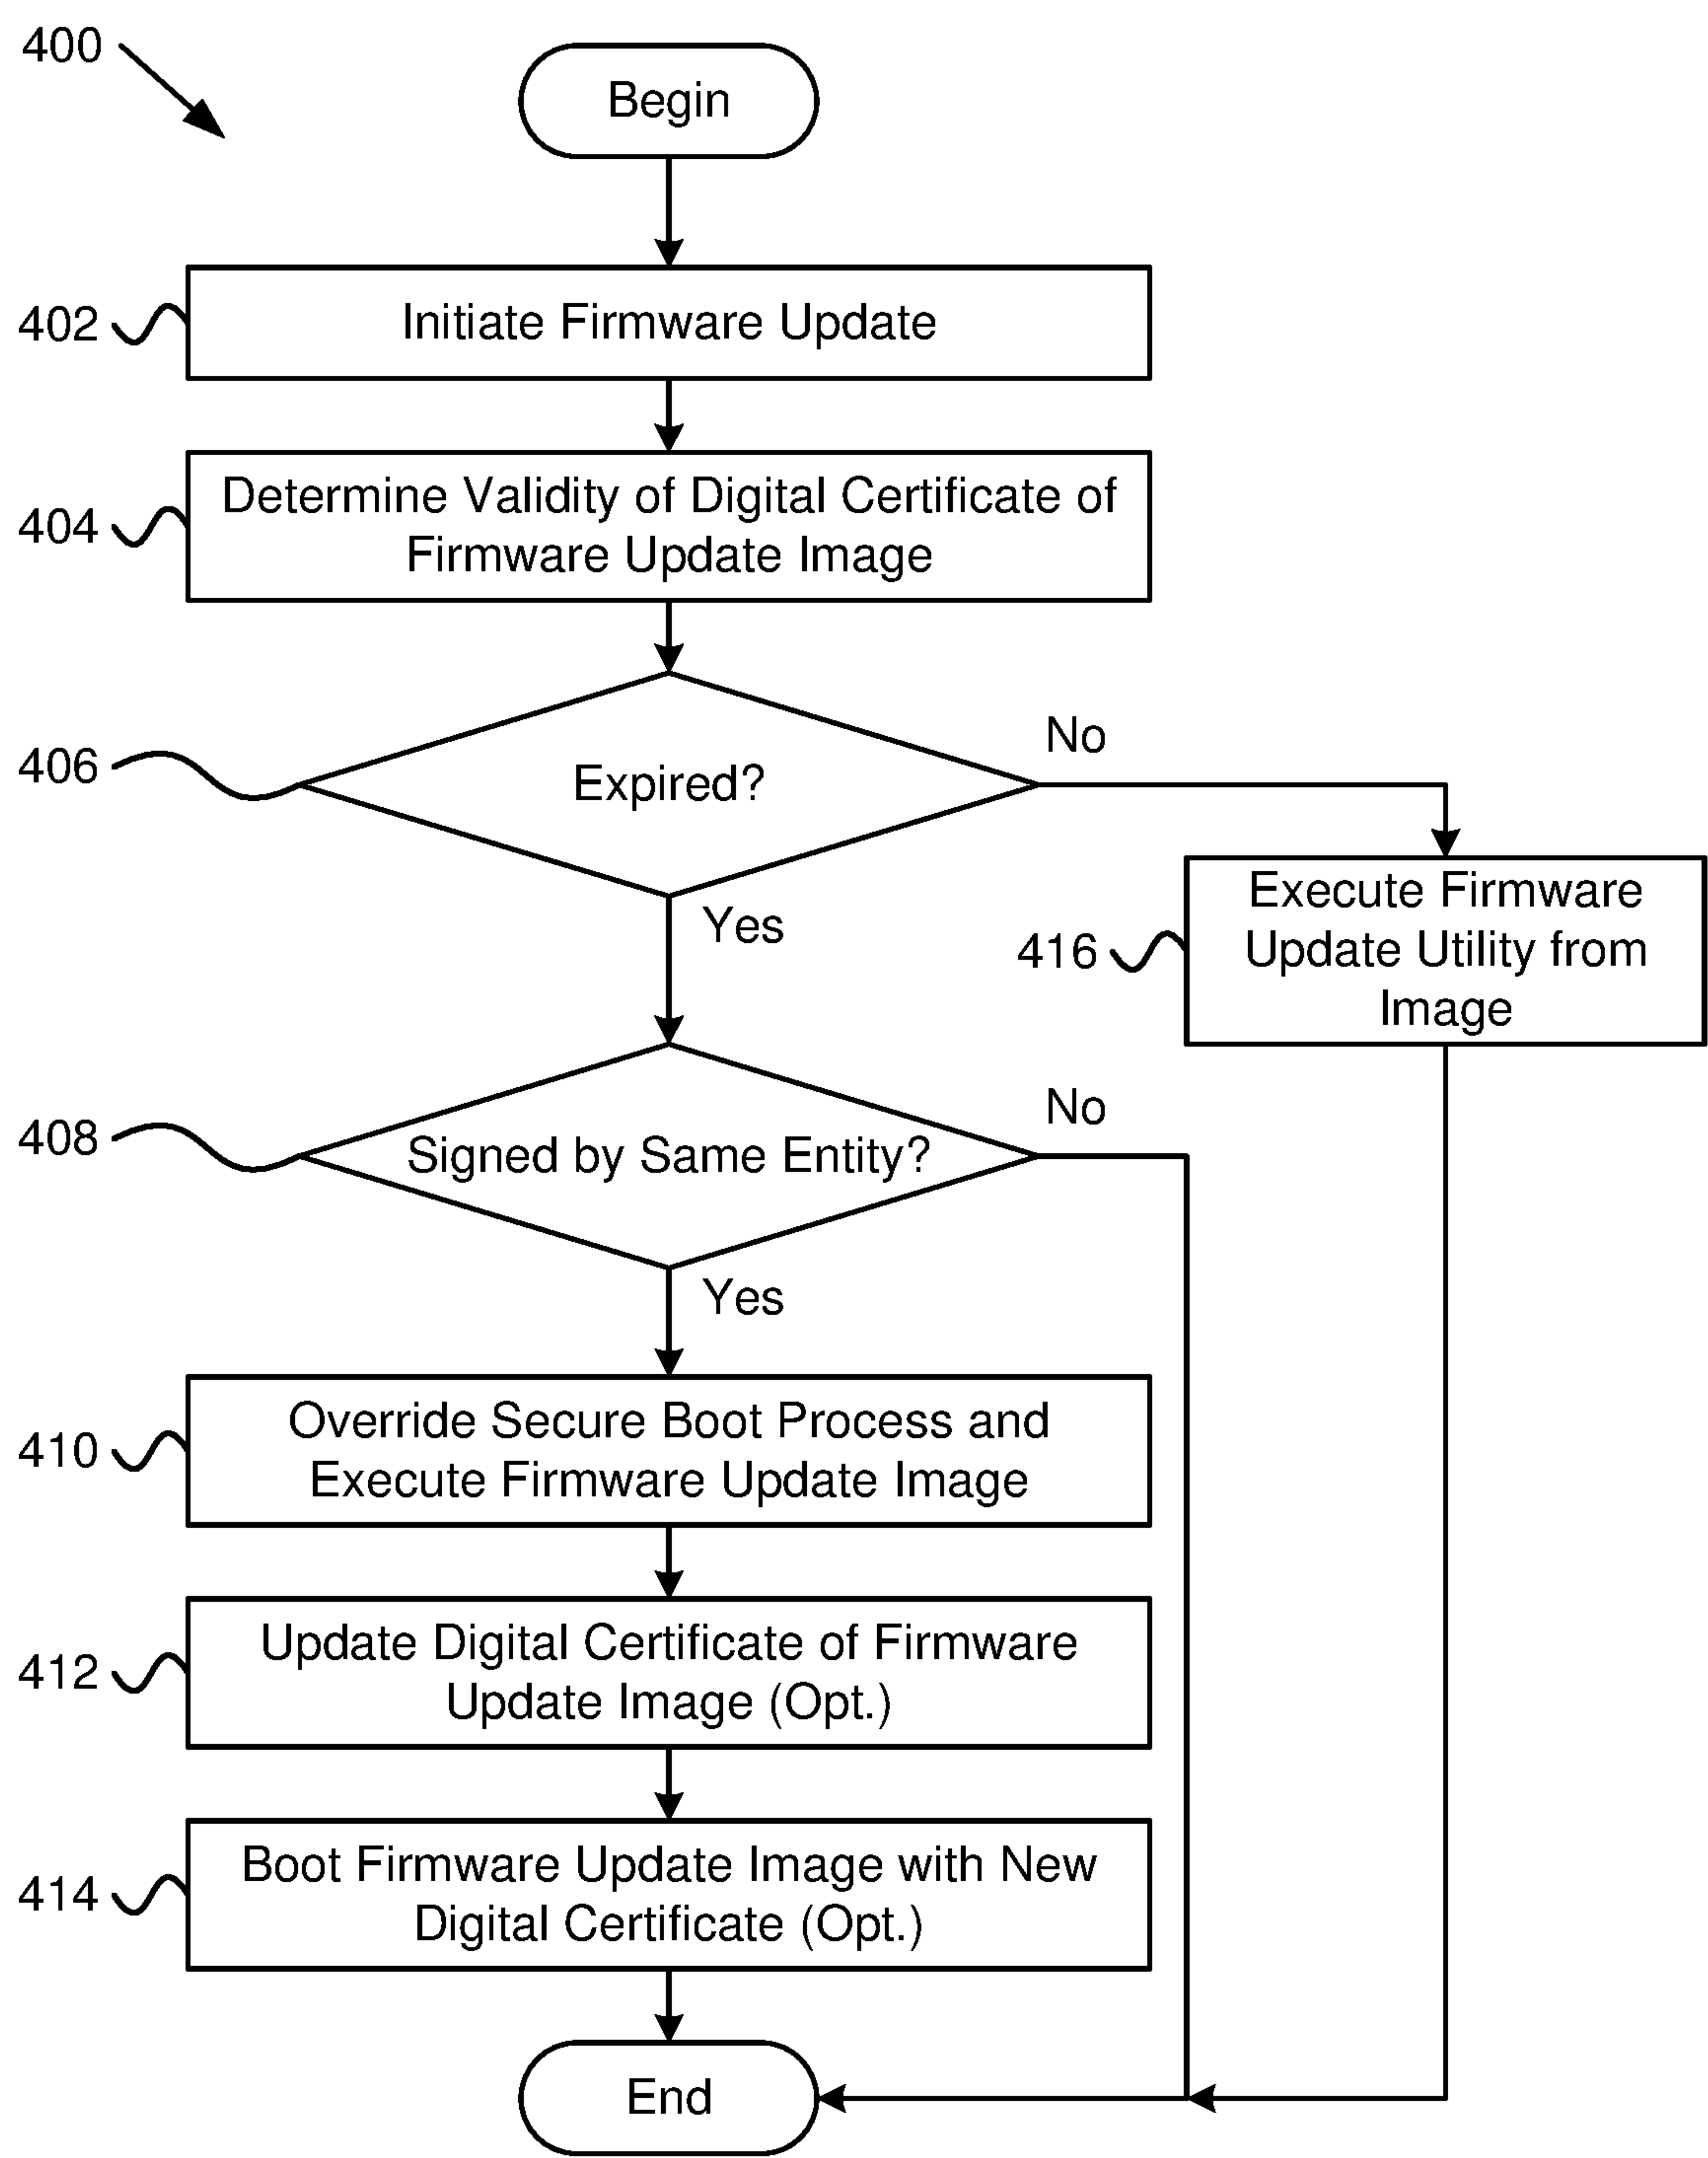 400
Begin
402
Initiate Firmware Update
404
Determine Validity of Digital Certificate of
Firmware Update Image
406
Expired?
No
Yes
416
Execute Firmware
Update Utility from
Image
408
Signed by Same Entity?
No
Yes
410
Override Secure Boot Process and
Execute Firmware Update Image
412
Update Digital Certificate of Firmware
Update Image (Opt.)
414
Boot Firmware Update Image with New
Digital Certificate (Opt.)
End